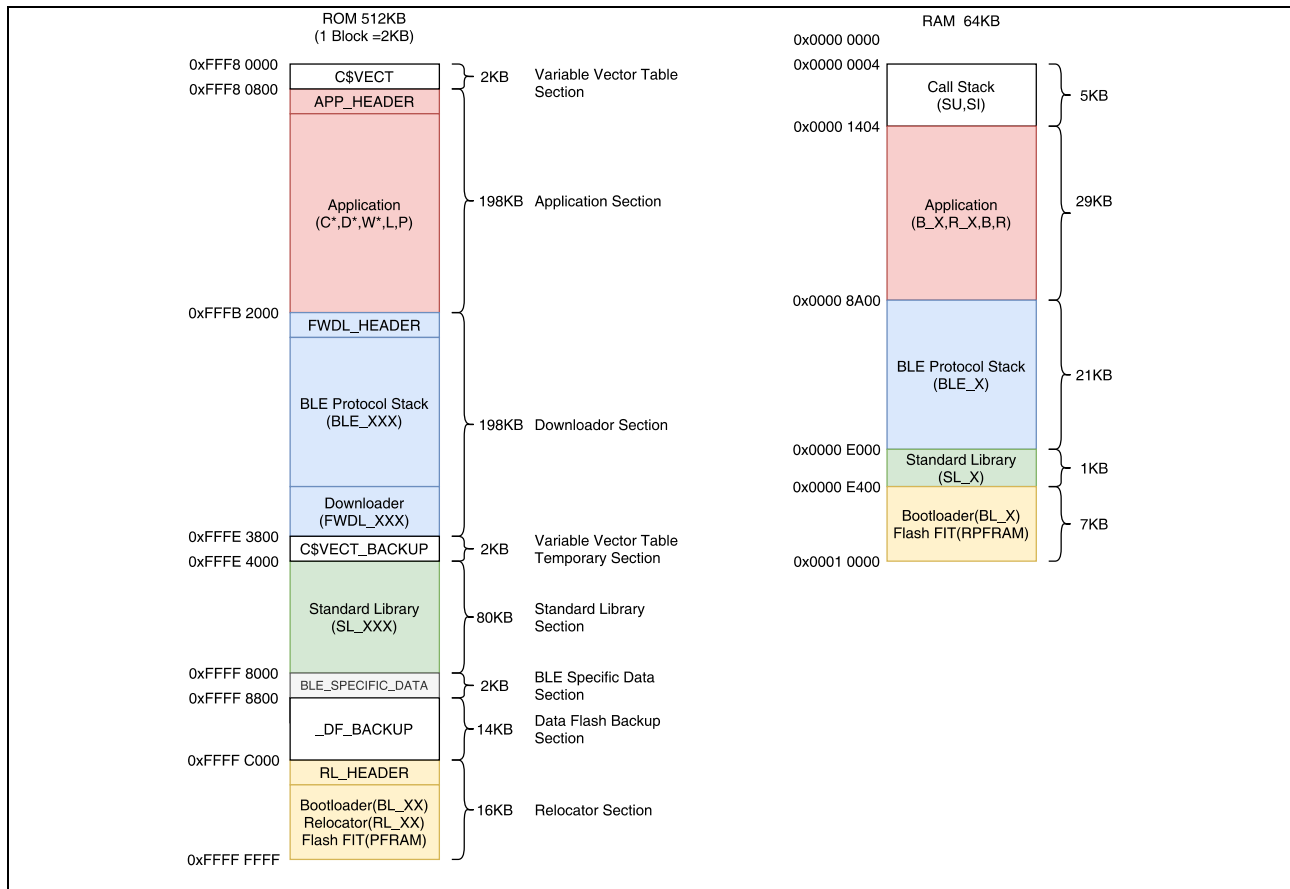 ROM 512KB
(1 Block =2KB)
0xFFF8 0000
C$VECT
2KB
Variable Vector Table
Section
0xFFF8 0800
APP_HEADER
Application
(C*,D*,W*,L,P)
198KB
Application Section
0xFFFB 2000
FWDL_HEADER
BLE Protocol Stack
(BLE_XXX)
198KB
Downloador Section
Downloader
(FWDL_XXX)
0xFFFE 3800
C$VECT_BACKUP
2KB
Variable Vector Table
Temporary Section
0xFFFE 4000
Standard Library
(SL_XXX)
80KB
Standard Library
Section
0xFFFF 8000
BLE_SPECIFIC_DATA
2KB
BLE Specific Data
Section
0xFFFF 8800
_DF_BACKUP
14KB
Data Flash Backup
Section
0xFFFF C000
RL_HEADER
Bootloader(BL_XX)
Relocator(RL_XX)
Flash FIT(PFRAM)
16KB
Relocator Section
0xFFFF FFFF
RAM  64KB
0x0000 0000
0x0000 0004
Call Stack
(SU,SI)
5KB
0x0000 1404
Application
(B_X,R_X,B,R)
29KB
0x0000 8A00
BLE Protocol Stack
(BLE_X)
21KB
0x0000 E000
Standard Library
(SL_X)
1KB
0x0000 E400
Bootloader(BL_X)
Flash FIT(RPFRAM)
7KB
0x0001 0000